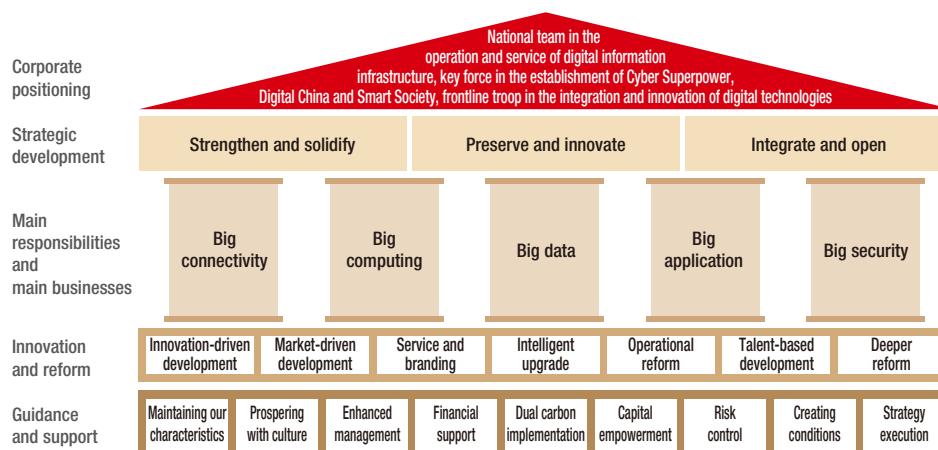 Corporate
positioning
National team in the
operation and service of digital information
infrastructure, key force in the establishment of Cyber Superpower,
Digital China and Smart Society, frontline troop in the integration and innovation of digital technologies
Strategic
development
Strengthen and solidify
Preserve and innovate
Integrate and open
Main
responsibilities
and
main businesses
Big
connectivity
Big
computing
Big data
Big
application
Big security
Innovation
and reform
Innovation-driven
development
Market-driven
development
Service and
branding
Intelligent
upgrade
Operational
reform
Talent-based
development
Deeper
reform
Guidance
and support
Maintaining our
characteristics
Prospering
with culture
Enhanced
management
Financial
support
Dual carbon
implementation
Capital
empowerment
Risk
control
Creating
conditions
Strategy
execution